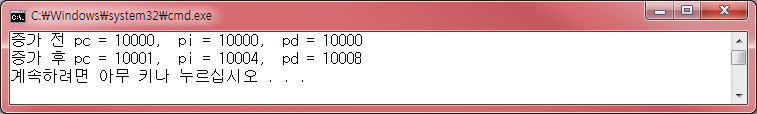 C:₩Windows₩system32₩cmd.exe
증가 전 pc = 10000, pi = 10000, pd = 10000
증가 후 pc = 10001, pi = 10004, pd = 10008
계속하려면 아무 키나 누르십시오 . . .